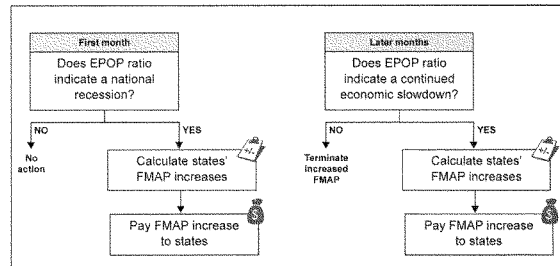 First month
Does EPOP ratio
indicate a national
recession?
NO
YES
No
action
Calculate states'
FMAP increases
+/-
Pay FMAP increase
to states
$
Later months
Does EPOP ratio
indicate a continued
economic slowdown?
NO
YES
Terminate
increased
FMAP
Calculate states'
FMAP increases
+/-
Pay FMAP increase
to states
$